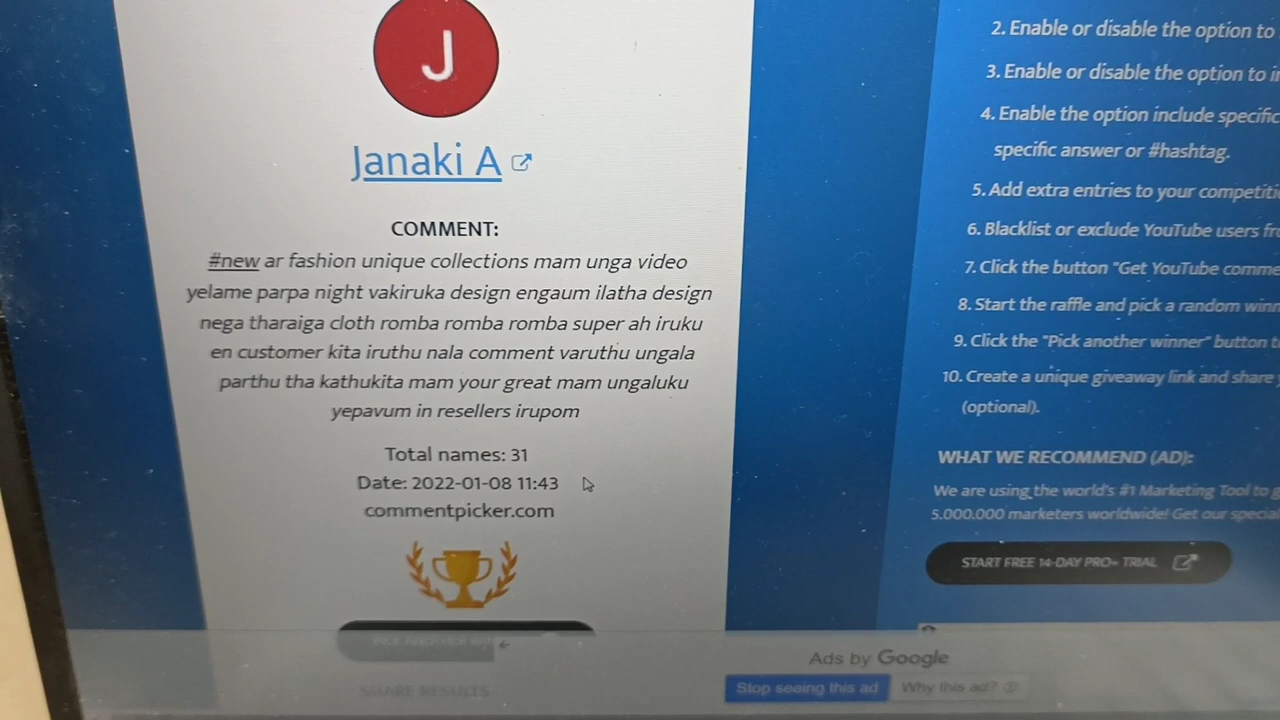 J
Janaki A
COMMENT:
#new ar fashion unique collections mam unga video
yelame parpa night vakiruka design engaum ilatha design
nega tharaiga cloth romba romba romba super ah iruku
en customer kita iruthu nala comment varuthu ungala
parthu tha kathukita mam your great mam ungaluku
yepavum in resellers irupom
Total names: 31
Date: 2022-01-08 11:43
commentpicker.com
SHARE RESULTS
2. Enable or disable the option to
3. Enable or disable the option to
4. Enable the option include specific
specific answer or #hashtag.
5. Add extra entries to your
6. Blacklist or exclude YouTube users
7. Click the button "Get YouTube
8. Start the raffle and pick a random
9. Click the "Pick another winner" button
10. Create a unique giveaway link and share
(optional).
WHAT WE RECOMMEND (AD):
We are using the world's #1 Marketing Tool to
5.000.000 marketers worldwide! Get our special
START FREE 14-DAY PRO+ TRIAL
Ads by Google
Stop seeing this ad
Why this ad?